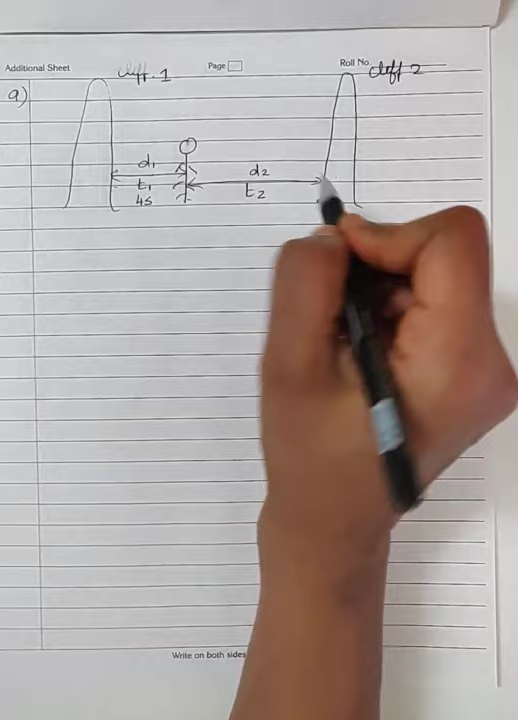 Additional Sheet
Page
Roll No.
cliff. 1
cliff 2
a)
d1
t1
4s
d2
t2
Write on both sides